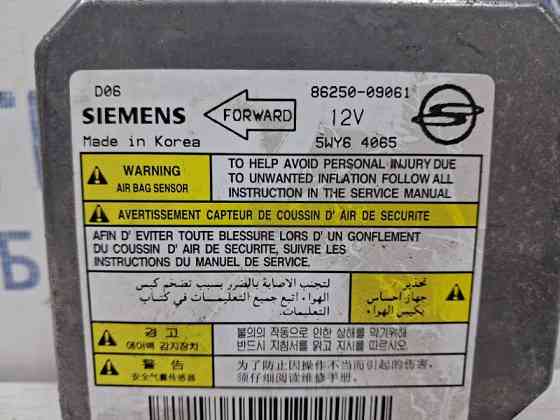 D06
86250-09061
SIEMENS
FORWARD
12V
Made in Korea
5WY6 4065
WARNING
AIR BAG SENSOR
TO HELP AVOID PERSONAL INJURY DUE
TO UNWANTED INFLATION FOLLOW ALL
INSTRUCTION IN THE SERVICE MANUAL
AVERTISSEMENT CAPTEUR DE COUSSIN D' AIR DE SECURITE
AFIN D' EVITER TOUTE BLESSURE LORS D' UN GONFLEMENT
DU COUSSIN D' AIR DE SECURITE, SUIVRE LES
INSTRUCTIONS DU MANUEL DE SERVICE.
تحذير
جهاز احساس
بكيس الهواء
لتجنب الاصابة بالضرر بسبب تضخم كيس
الهواء اتبع جميع التعليمات في كتاب
التعليمات.
경 고
에어백 감지장치
불의의 작동으로 인한 상해를 막기위해
반드시 지침서를 읽고 지시를 따르시오.
警 告
安全气囊传感器
为了防止因操作不当而引起的伤害,
须仔细阅读维修手册.